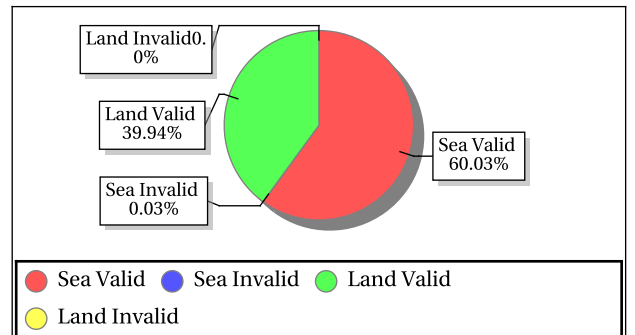 Land Invalid0.
0%
Land Valid
39.94%
Sea Valid
60.03%
Sea Invalid
0.03%
Sea Valid Sea Invalid Land Valid
Land Invalid